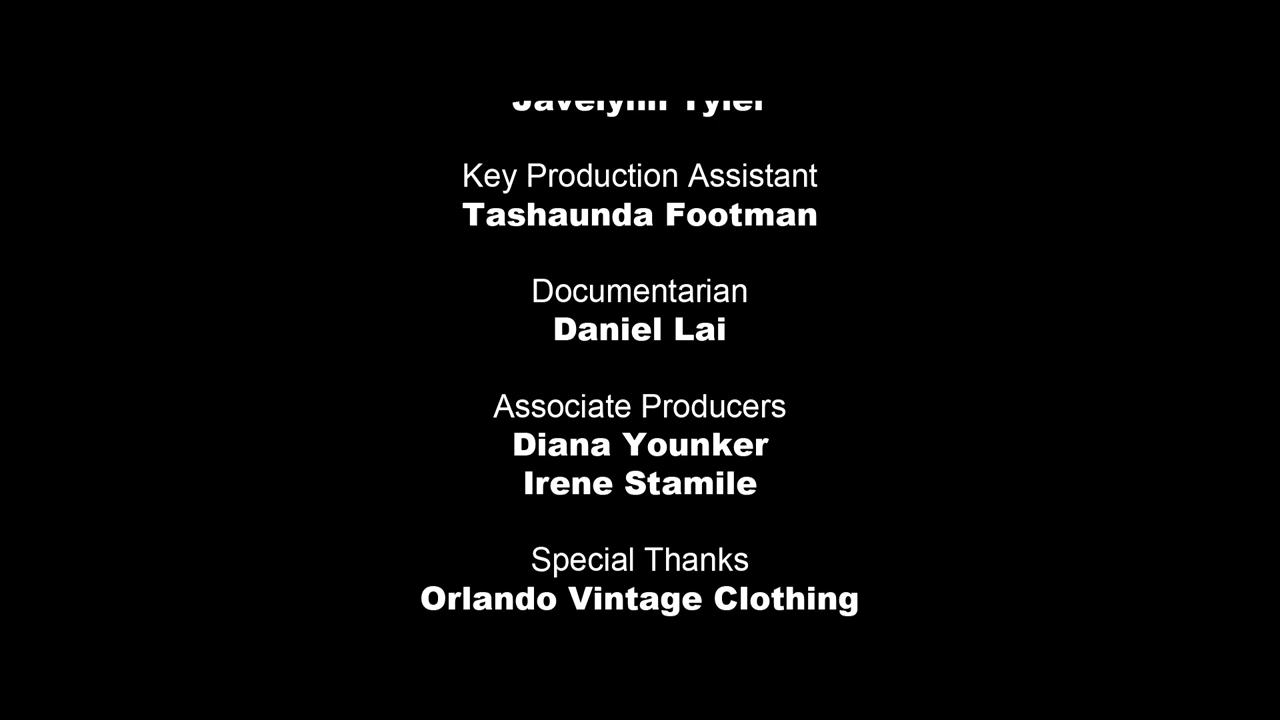 Tyler
Key Production Assistant
Tashaunda Footman
Documentarian
Daniel Lai
Associate Producers
Diana Younker
Irene Stamile
Special Thanks
Orlando Vintage Clothing